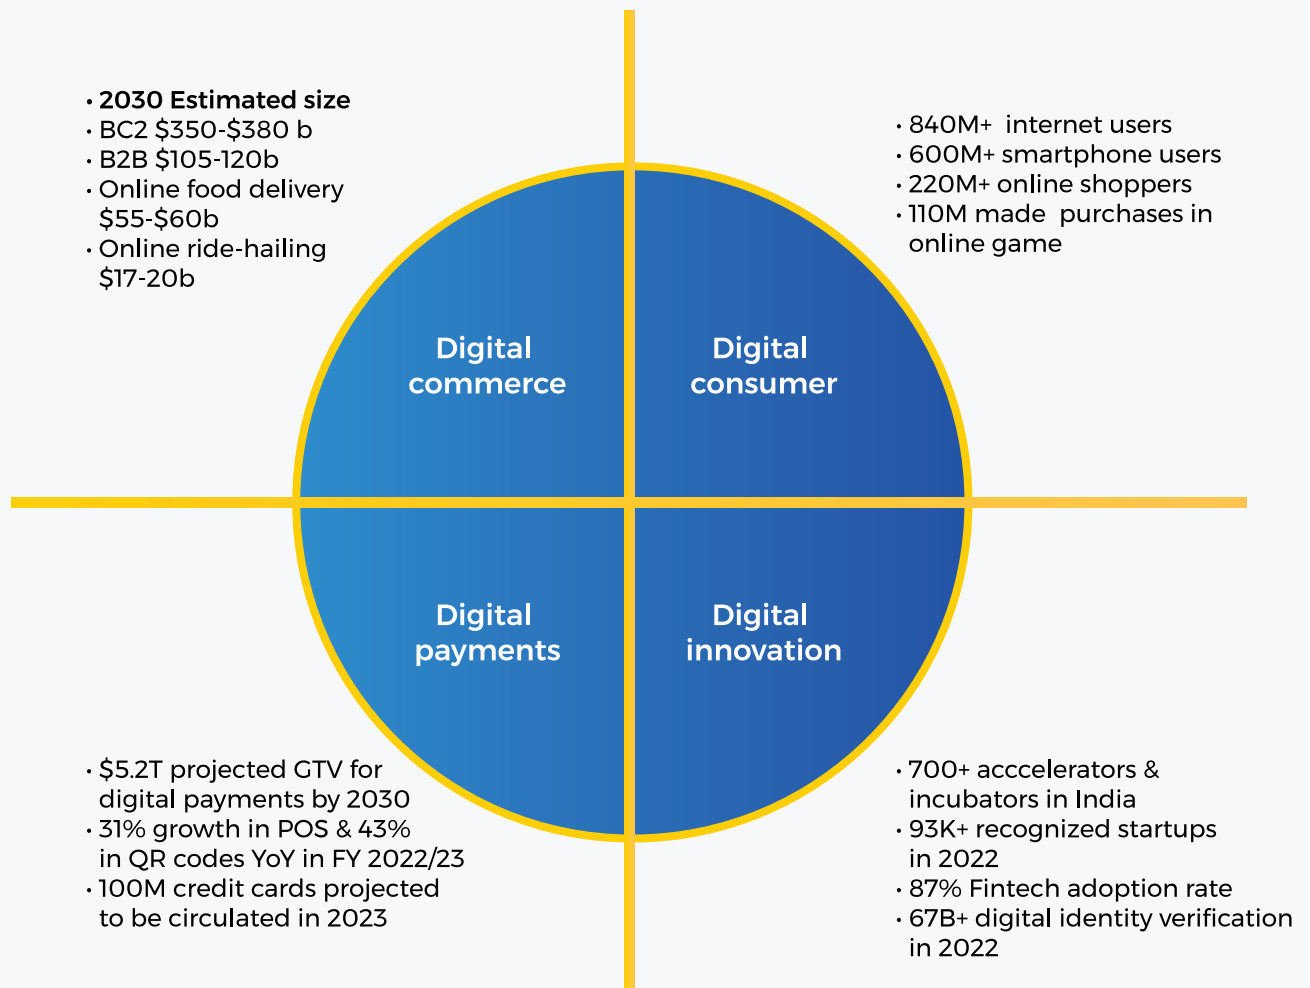 • 2030 Estimated size
• BC2 $350-$380 b
• B2B $105-120b
• Online food delivery
$55-$60b
• Online ride-hailing
$17-20b
• 840M+ internet users
• 600M+ smartphone users
• 220M+ online shoppers
• 110M made purchases in
online game
Digital
commerce
Digital
consumer
Digital
payments
Digital
innovation
• $5.2T projected GTV for
digital payments by 2030
• 31% growth in POS & 43%
in QR codes YoY in FY 2022/23
• 100M credit cards projected
to be circulated in 2023
• 700+ acccelerators &
incubators in India
• 93K+ recognized startups
in 2022
• 87% Fintech adoption rate
• 67B+ digital identity verification
in 2022